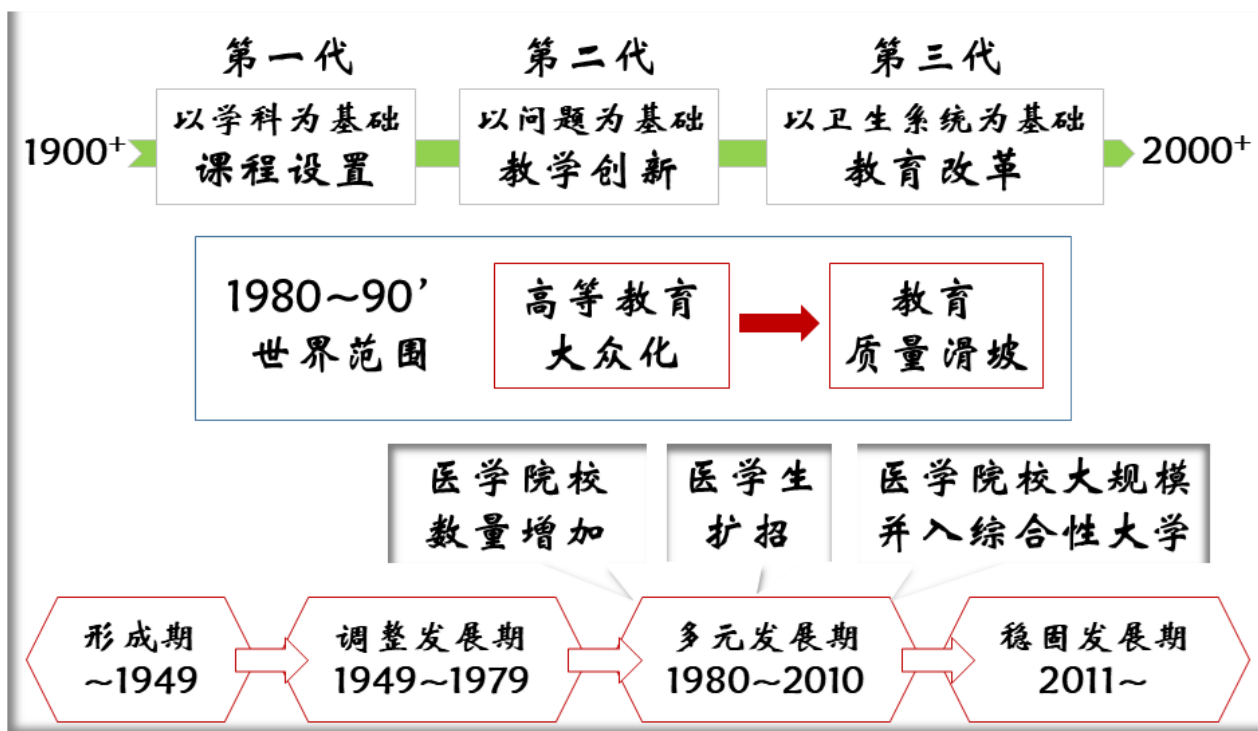 第一代
第二代
第三代
1900⁺
以学科为基础
课程设置
以问题为基础
教学创新
以卫生系统为基础
教育改革
2000⁺
1980～90’
世界范围
高等教育
大众化
教育
质量滑坡
医学院校
数量增加
医学生
扩招
医学院校大规模
并入综合性大学
形成期
～1949
调整发展期
1949～1979
多元发展期
1980～2010
稳固发展期
2011～